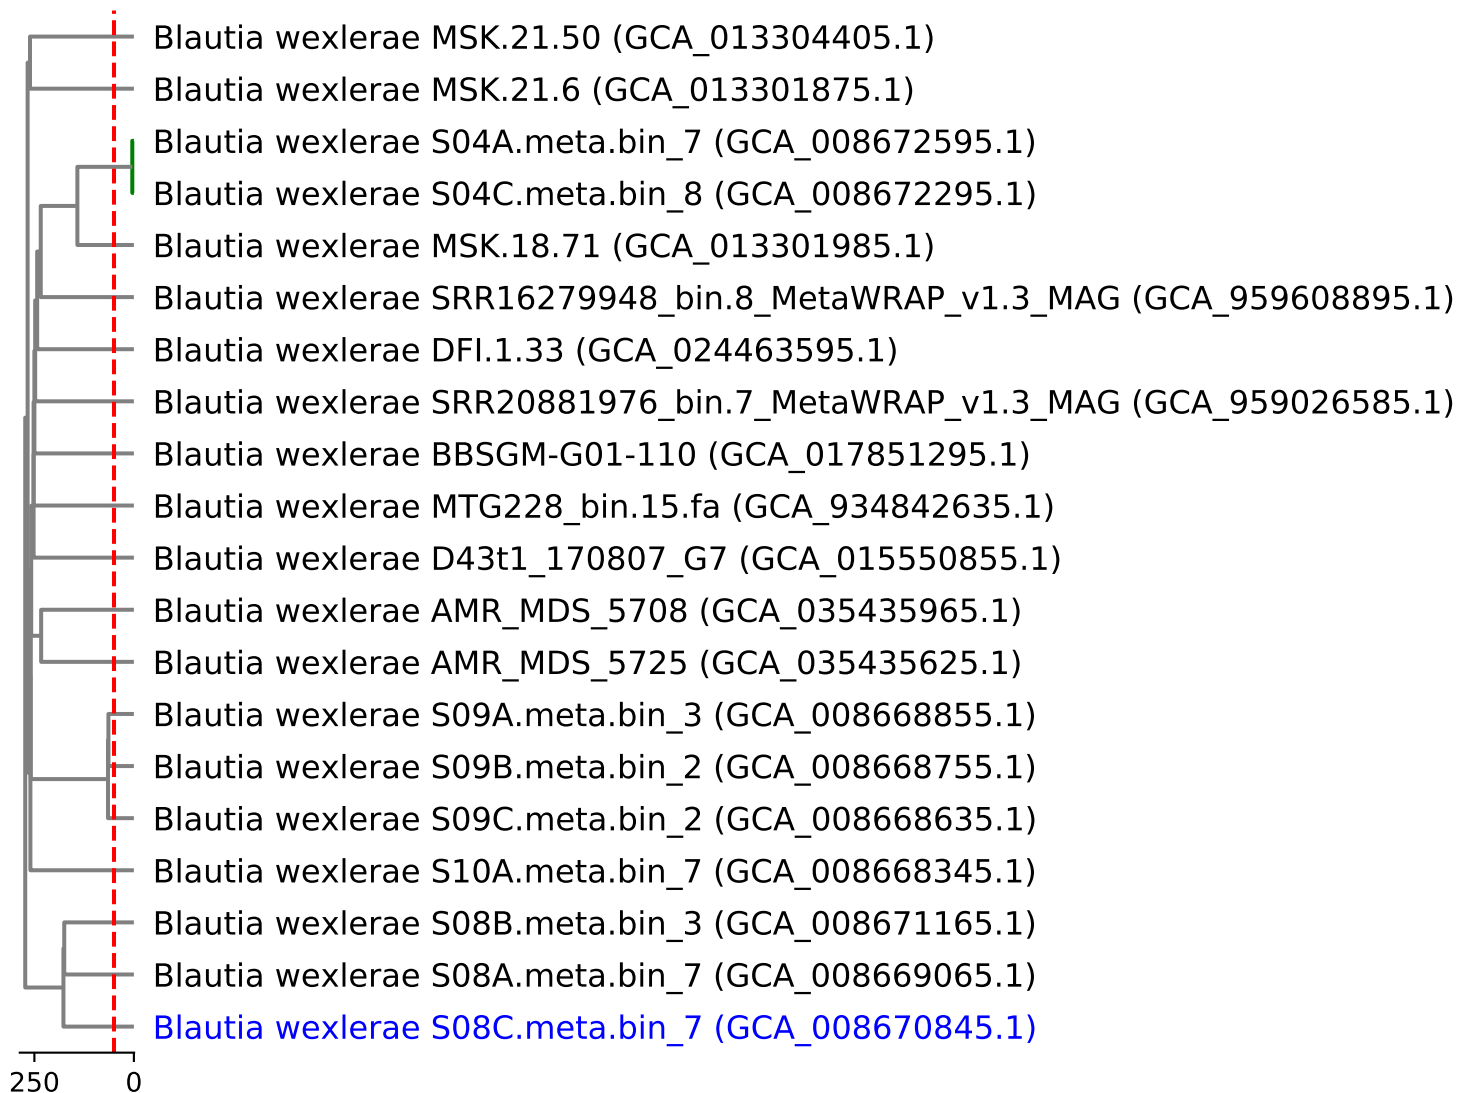 Blautia wexlerae MSK.21.50 (GCA_013304405.1)
Blautia wexlerae MSK.21.6 (GCA_013301875.1)
Blautia wexlerae S04A.meta.bin_7 (GCA_008672595.1)
Blautia wexlerae S04C.meta.bin_8 (GCA_008672295.1)
Blautia wexlerae MSK.18.71 (GCA_013301985.1)
Blautia wexlerae SRR16279948_bin.8_MetaWRAP_v1.3_MAG (GCA_959608895.1)
Blautia wexlerae DFI.1.33 (GCA_024463595.1)
Blautia wexlerae SRR20881976_bin.7_MetaWRAP_v1.3_MAG (GCA_959026585.1)
Blautia wexlerae BBSGM-G01-110 (GCA_017851295.1)
Blautia wexlerae MTG228_bin.15.fa (GCA_934842635.1)
Blautia wexlerae D43t1_170807_G7 (GCA_015550855.1)
Blautia wexlerae AMR_MDS_5708 (GCA_035435965.1)
Blautia wexlerae AMR_MDS_5725 (GCA_035435625.1)
Blautia wexlerae S09A.meta.bin_3 (GCA_008668855.1)
Blautia wexlerae S09B.meta.bin_2 (GCA_008668755.1)
Blautia wexlerae S09C.meta.bin_2 (GCA_008668635.1)
Blautia wexlerae S10A.meta.bin_7 (GCA_008668345.1)
Blautia wexlerae S08B.meta.bin_3 (GCA_008671165.1)
Blautia wexlerae S08A.meta.bin_7 (GCA_008669065.1)
Blautia wexlerae S08C.meta.bin_7 (GCA_008670845.1)
250 0